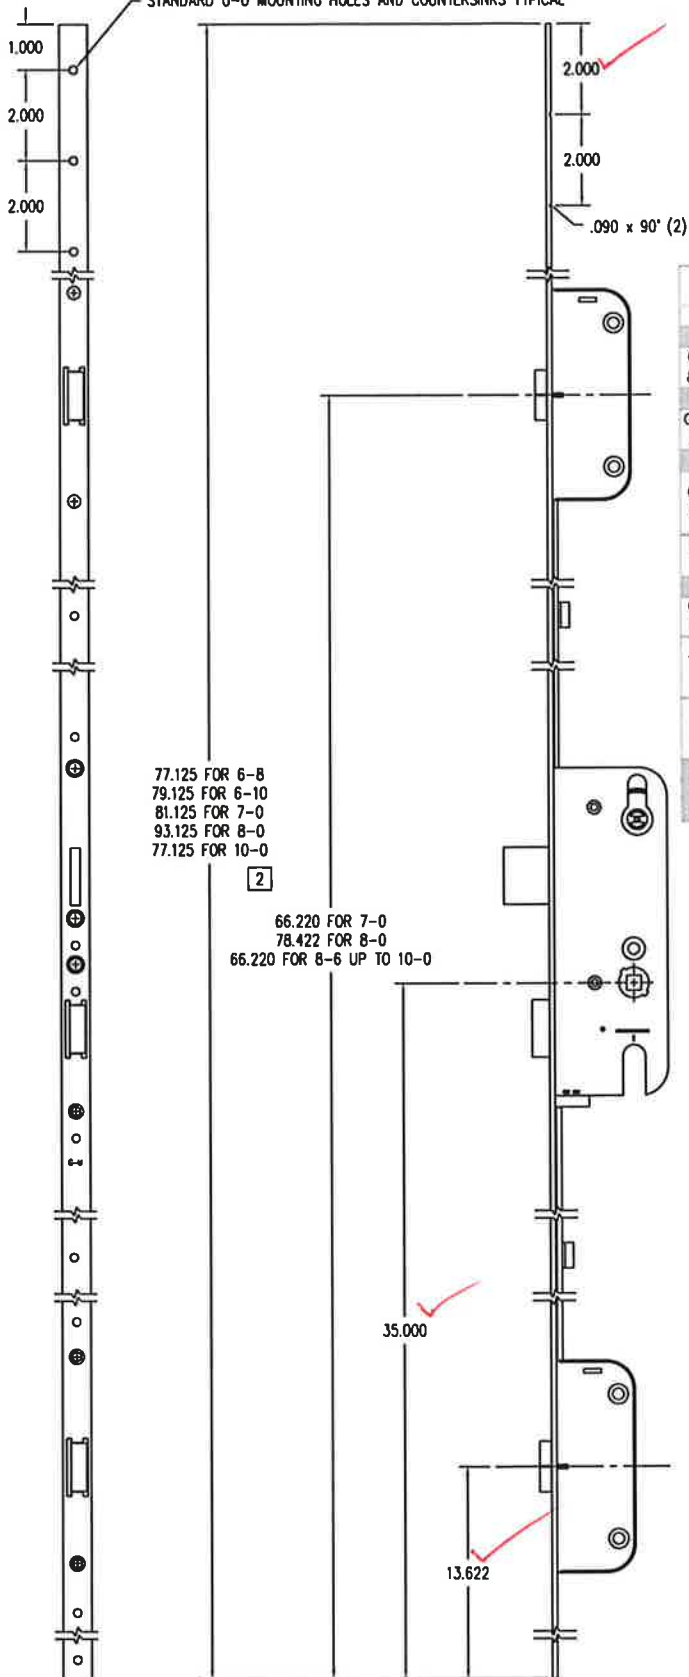 STANDARD 6-8 MOUNTING HOLES AND COUNTERSINKS TYPICAL
1.000
2.000
2.000
2.000
2.000
.090 x 90° (2)
77.125 FOR 6-8
79.125 FOR 6-10
81.125 FOR 7-0
93.125 FOR 8-0
77.125 FOR 10-0
2
66.220 FOR 7-0
78.422 FOR 8-0
66.220 FOR 8-6 UP TO 10-0
35.000
13.622